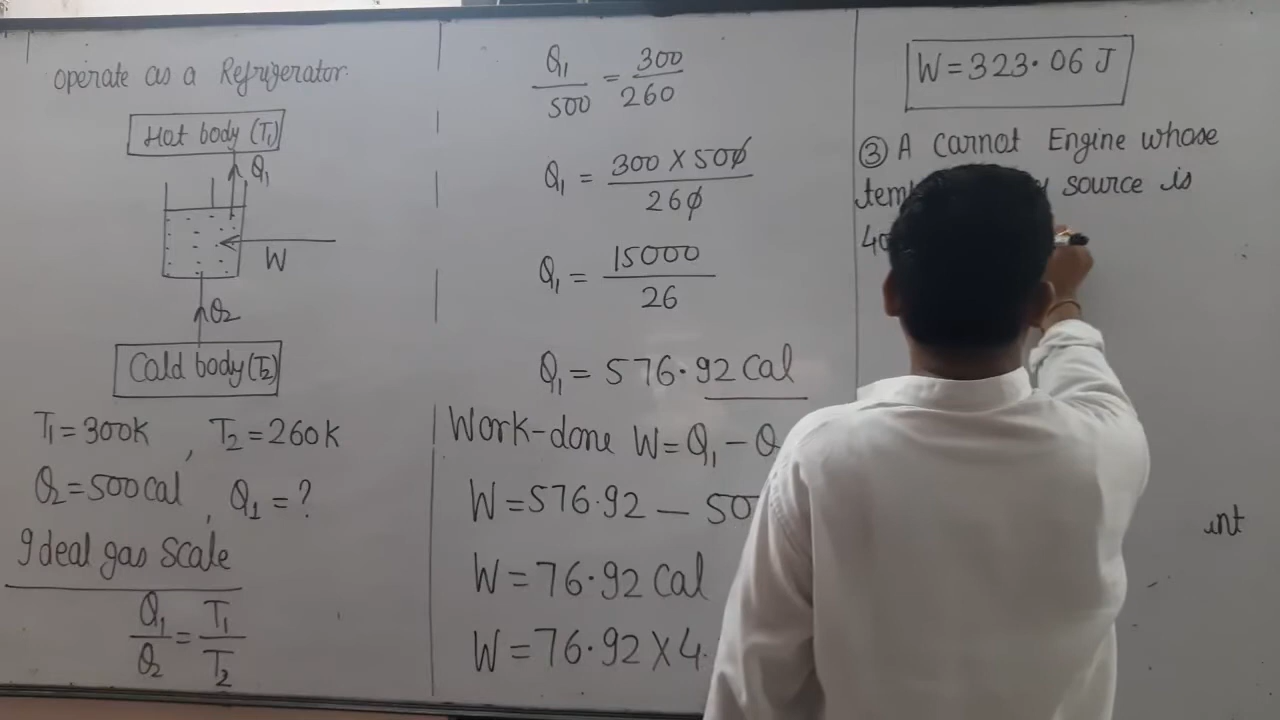 operate as a Refrigerator.
Hot body (T₁)
Q₁
W
Q₂
Cold body (T₂)
T₁ = 300K , T₂ = 260K
Q₂ = 500 Cal , Q₁ = ?
Ideal gas Scale
Q₁/Q₂ = T₁/T₂
Q₁/500 = 300/260
Q₁ = 300 X 500/260
Q₁ = 15000/26
Q₁ = 576.92 Cal
Work-done W = Q₁ -
W = 576.92 —
W = 76.92 Cal
W = 76.92 X 4.
W = 323.06 J
③ A Carnot Engine whose
source is
int